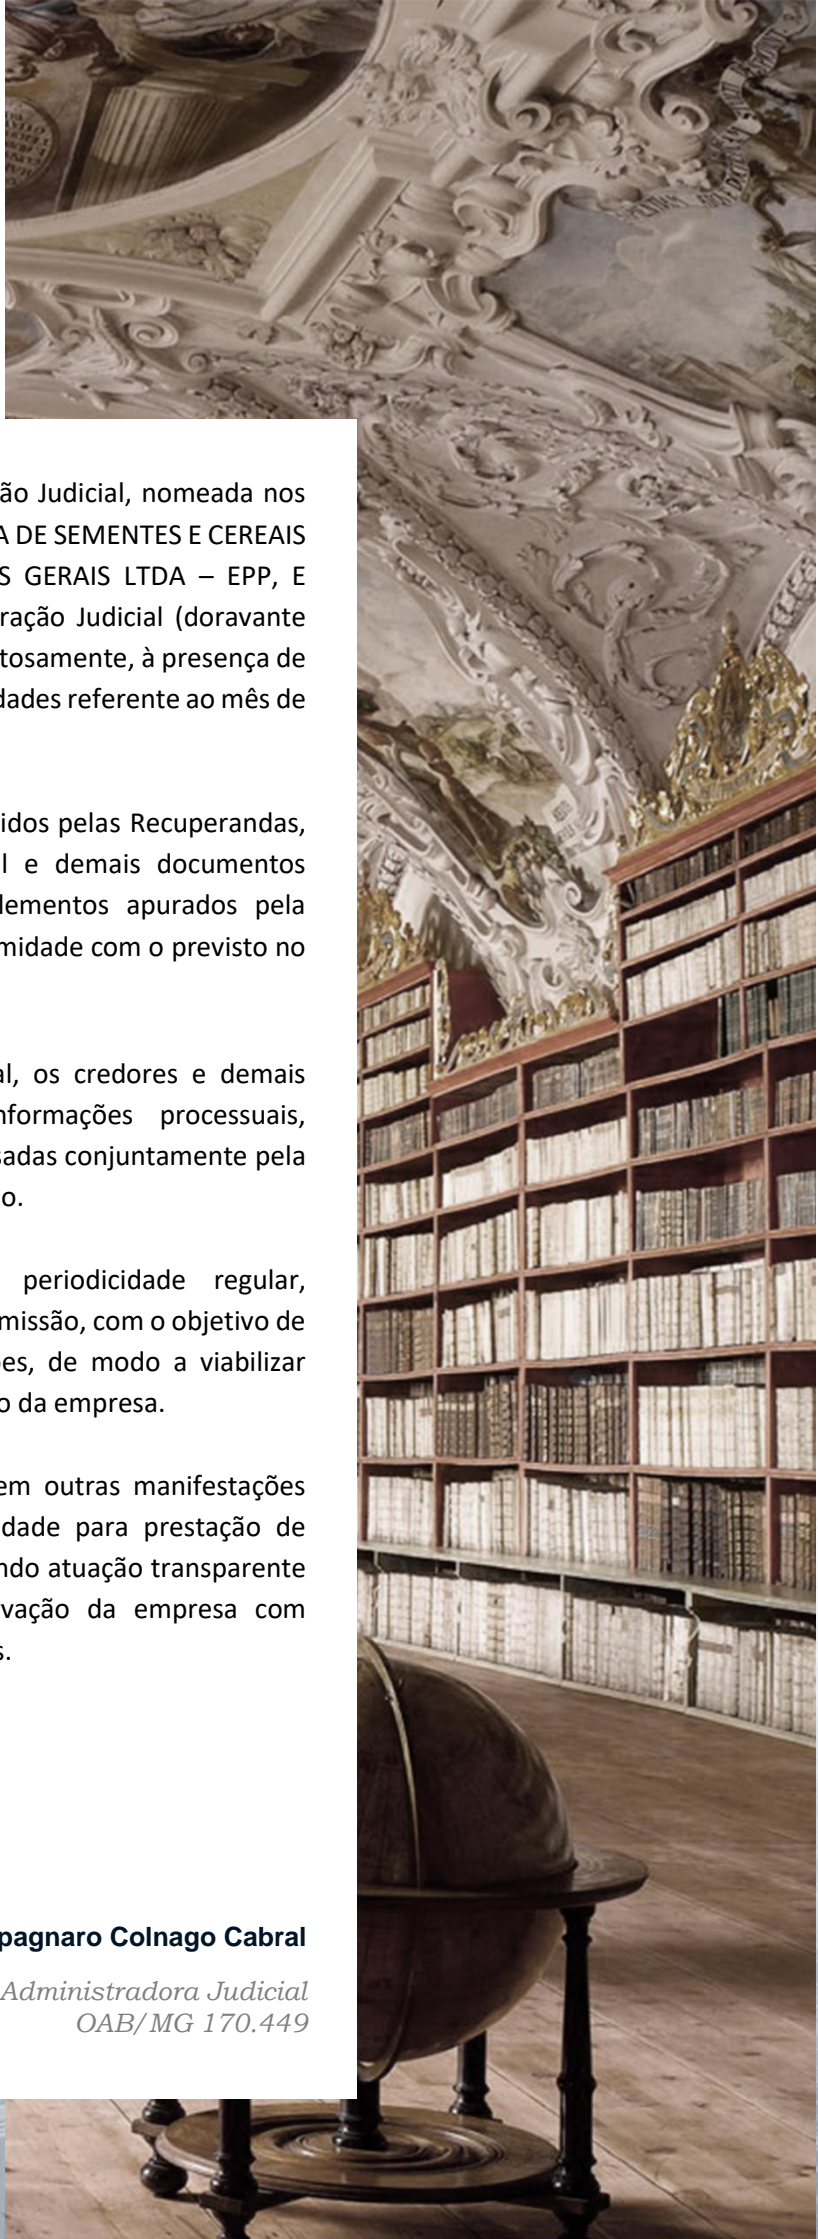 ão Judicial, nomeada nos
A DE SEMENTES E CEREAIS
S GERAIS LTDA – EPP, E
ração Judicial (doravante
tosamente, à presença de
dades referente ao mês de
idos pelas Recuperandas,
l e demais documentos
lementos apurados pela
midade com o previsto no
al, os credores e demais
nformações processuais,
sadas conjuntamente pela
o.
periodicidade regular,
missão, com o objetivo de
es, de modo a viabilizar
o da empresa.
em outras manifestações
dade para prestação de
ndo atuação transparente
vação da empresa com
s.
pagnaro Colnago Cabral
Administradora Judicial
OAB/MG 170.449